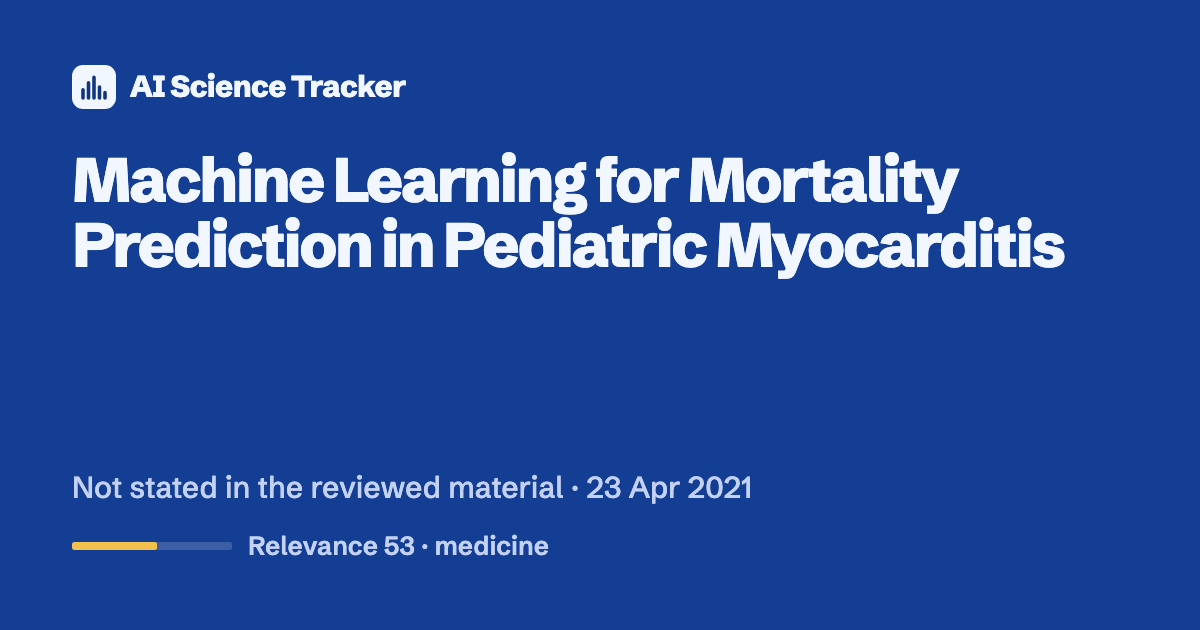 AI Science Tracker
Machine Learning for Mortality
Prediction in Pediatric Myocarditis
Not stated in the reviewed material · 23 Apr 2021
Relevance 53 · medicine